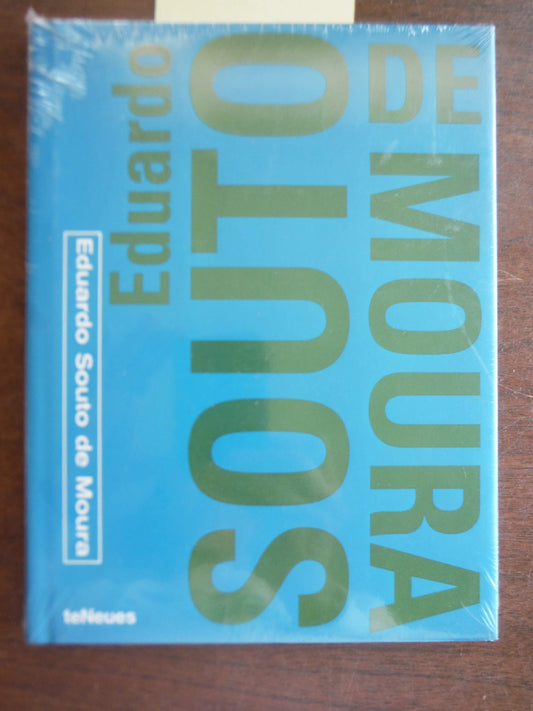 Eduardo
SOUTO
DE MOURA
Eduardo Souto de Moura
teNeues